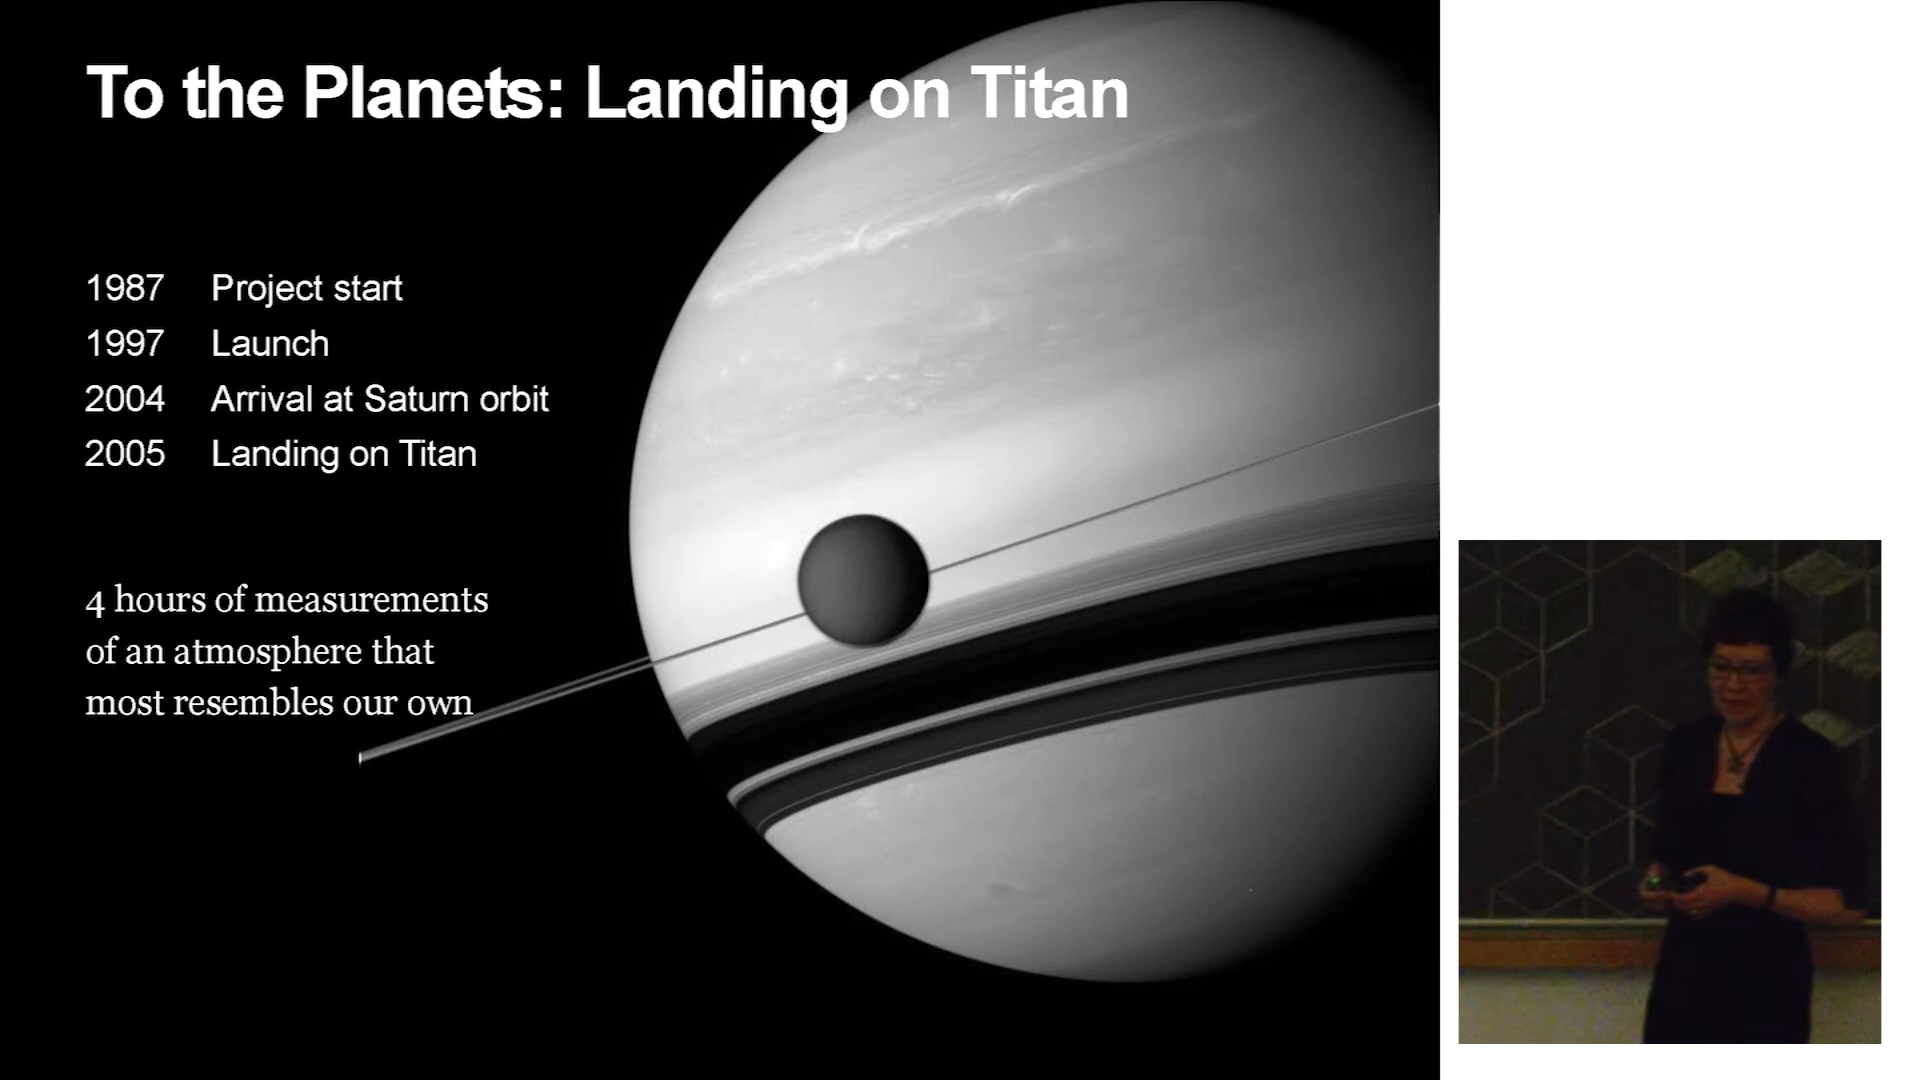 To the Planets: Landing on Titan
1987 Project start
1997 Launch
2004 Arrival at Saturn orbit
2005 Landing on Titan
4 hours of measurements
of an atmosphere that
most resembles our own